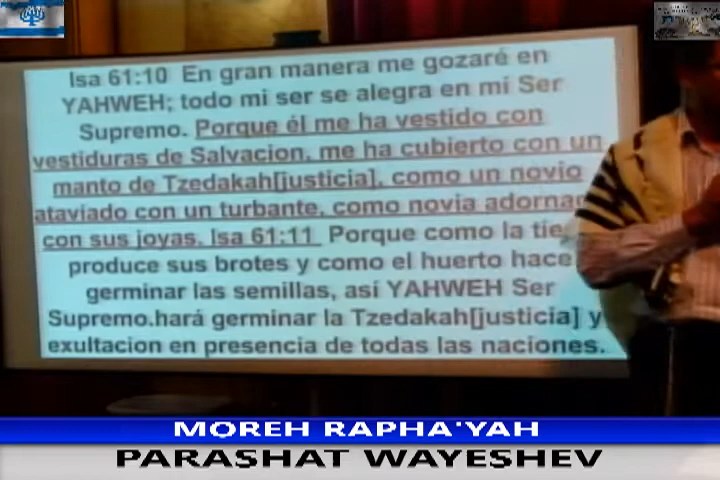 Isa 61:10 En gran manera me gozaré en
YAHWEH; todo mi ser se alegra en mi Ser
Supremo. Porque él me ha vestido con
vestiduras de Salvacion, me ha cubierto con un
manto de Tzedakah[justicia], como un novio
ataviado con un turbante, como novia
con sus joyas. Isa 61:11 Porque como la
produce sus brotes y como el huerto hace
germinar las semillas, así YAHWEH Ser
Supremo.hará germinar la Tzedakah[justicia] y
exultacion en presencia de todas las naciones.
MOREH RAPHA'YAH
PARASHAT WAYESHEV